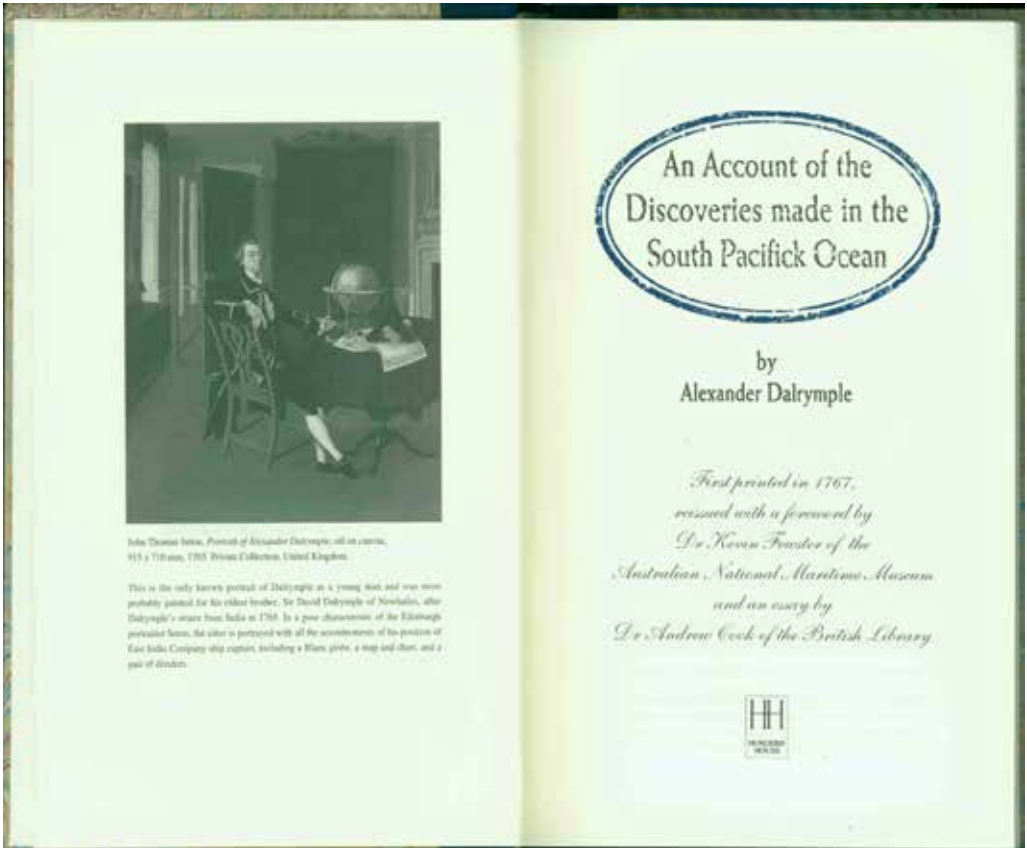 John Thomas Seton, Portrait of Alexander Dalrymple, oil on canvas,
915 x 710 mm, 1765. Private Collection, United Kingdom.
This is the only known portrait of Dalrymple as a young man and was most
probably painted for his eldest brother, Sir David Dalrymple of Newhailes, after
Dalrymple's return from India in 1765. In a pose characteristic of the Edinburgh
portraitist Seton, the sitter is portrayed with all the accoutrements of his position of
East India Company ship captain, including a globe, a map and chart, and a
pair of dividers.
An Account of the
Discoveries made in the
South Pacifick Ocean
by
Alexander Dalrymple
First printed in 1767,
reissued with a foreword by
Dr Kevin Fewster of the
Australian National Maritime Museum
and an essay by
Dr Andrew Cook of the British Library
HH
HORDERN
HOUSE